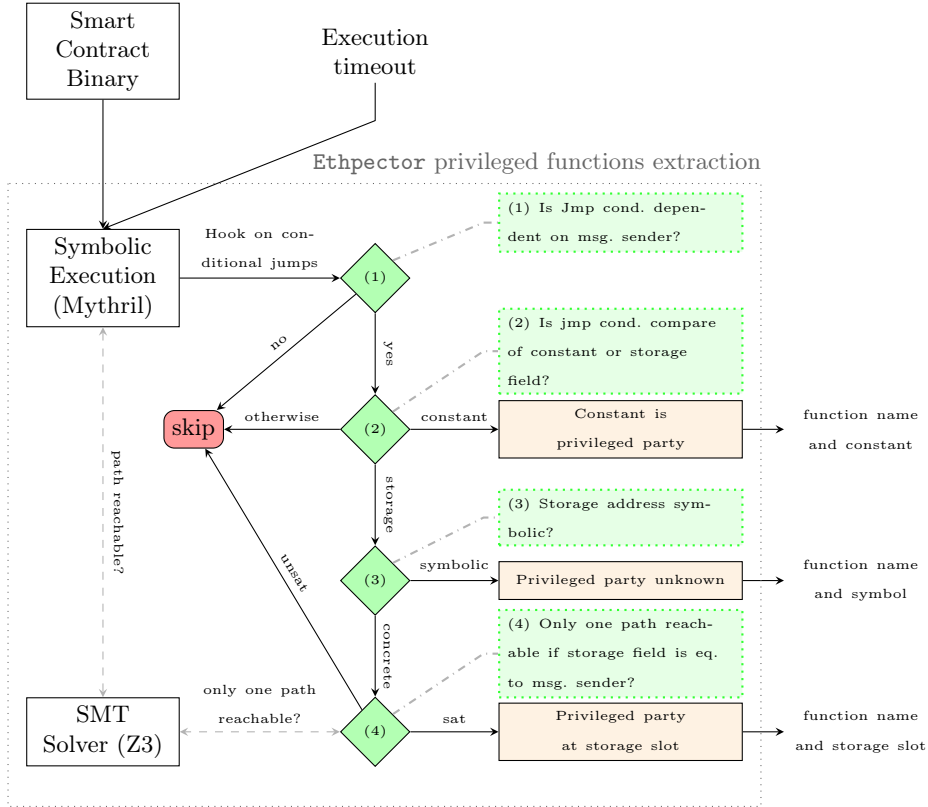 Smart
Contract
Binary
Execution
timeout
Ethpector privileged functions extraction
Symbolic
Execution
(Mythril)
Hook on con-
ditional jumps
(1)
(1) Is Jmp cond. depen-
dent on msg. sender?
no
yes
(2) Is jmp cond. compare
of constant or storage
field?
skip
otherwise
(2)
constant
Constant is
privileged party
function name
and constant
path reachable?
storage
(3) Storage address sym-
bolic?
unsat
(3)
symbolic
Privileged party unknown
function name
and symbol
concrete
(4) Only one path reach-
able if storage field is eq.
to msg. sender?
SMT
Solver (Z3)
only one path
reachable?
(4)
sat
Privileged party
at storage slot
function name
and storage slot